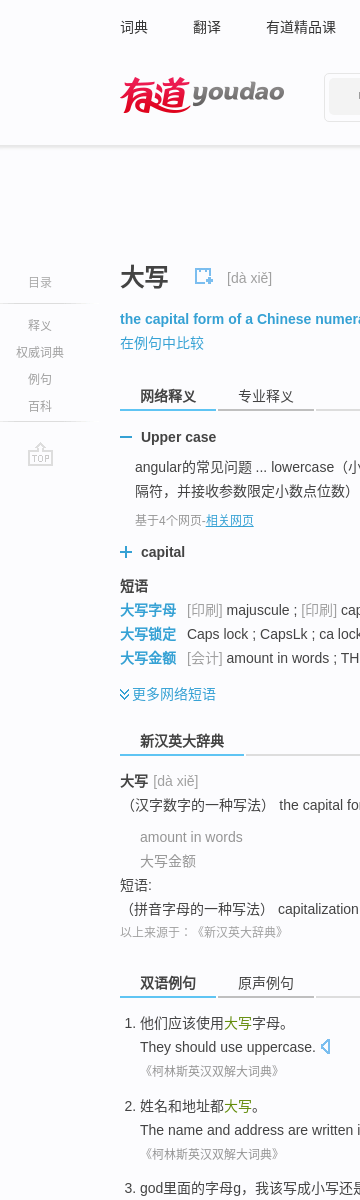 词典 翻译 有道精品课
有道 youdao
大写 [dà xiě]
the capital form of a Chinese numera
在例句中比较
目录
释义
权威词典
例句
百科
TOP
网络释义 专业释义
Upper case
angular的常见问题 ... lowercase（小
隔符，并接收参数限定小数点位数）
基于4个网页-相关网页
capital
短语
大写字母 [印刷] majuscule ; [印刷] cap
大写锁定 Caps lock ; CapsLk ; ca lock
大写金额 [会计] amount in words ; TH
更多网络短语
新汉英大辞典
大写 [dà xiě]
（汉字数字的一种写法） the capital for
amount in words
大写金额
短语:
（拼音字母的一种写法） capitalization
以上来源于：《新汉英大辞典》
双语例句 原声例句
1. 他们应该使用大写字母。
They should use uppercase.
《柯林斯英汉双解大词典》
2. 姓名和地址都大写。
The name and address are written i
《柯林斯英汉双解大词典》
3. god里面的字母g，我该写成小写还是